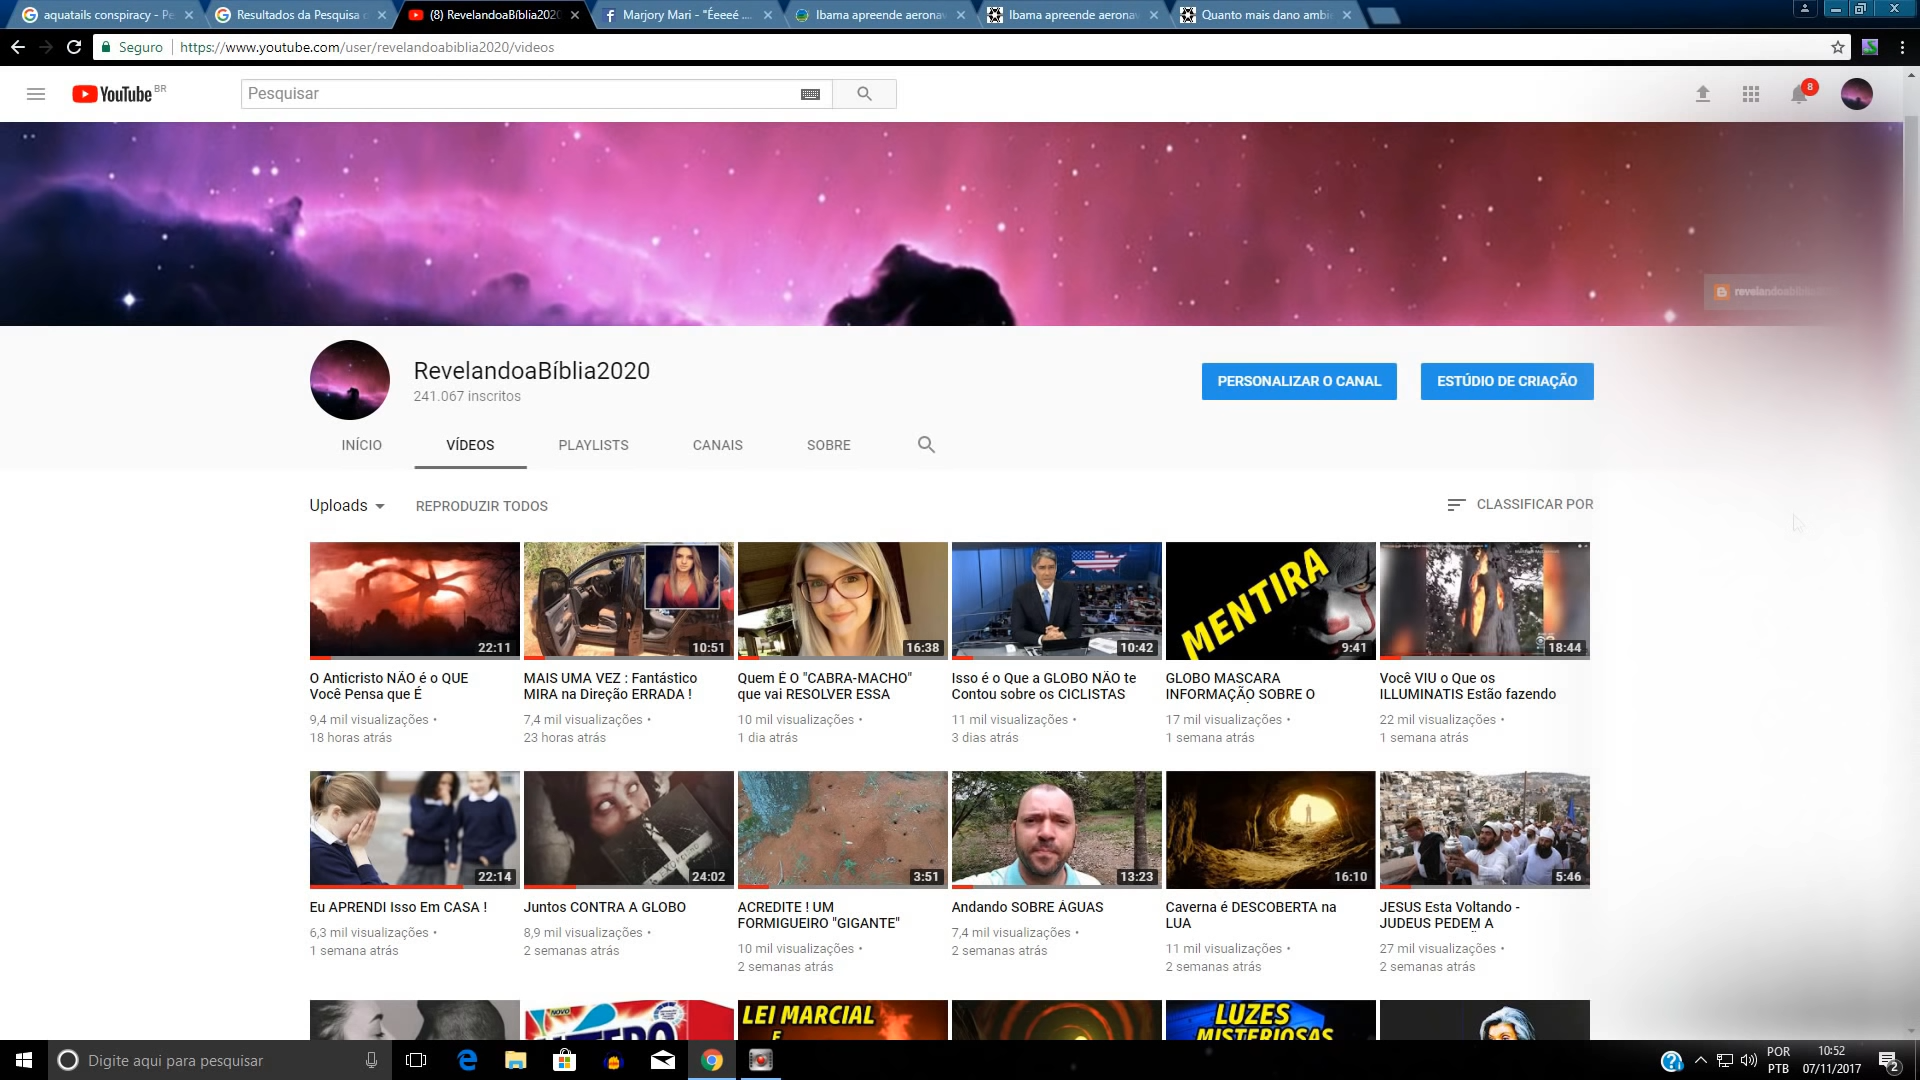 aquatails conspiracy - Pe
Resultados da Pesquisa d
(8) RevelandoaBíblia2020
Marjory Mari - "Éeeeé ....
Ibama apreende aeronav
Ibama apreende aeronav
Quanto mais dano ambi
Seguro
https://www.youtube.com/user/revelandoabiblia2020/videos
YouTube BR
Pesquisar
8
RevelandoaBíblia2020
241.067 inscritos
PERSONALIZAR O CANAL
ESTÚDIO DE CRIAÇÃO
INÍCIO
VÍDEOS
PLAYLISTS
CANAIS
SOBRE
Uploads
REPRODUZIR TODOS
CLASSIFICAR POR
22:11
O Anticristo NÃO é o QUE
Você Pensa que É
9,4 mil visualizações •
18 horas atrás
10:51
MAIS UMA VEZ : Fantástico
MIRA na Direção ERRADA !
7,4 mil visualizações •
23 horas atrás
16:38
Quem É O "CABRA-MACHO"
que vai RESOLVER ESSA
10 mil visualizações •
1 dia atrás
10:42
Isso é o Que a GLOBO NÃO te
Contou sobre os CICLISTAS
11 mil visualizações •
3 dias atrás
MENTIRA
9:41
GLOBO MASCARA
INFORMAÇÃO SOBRE O
17 mil visualizações •
1 semana atrás
18:44
Você VIU o Que os
ILLUMINATIS Estão fazendo
22 mil visualizações •
1 semana atrás
22:14
Eu APRENDI Isso Em CASA !
6,3 mil visualizações •
1 semana atrás
24:02
Juntos CONTRA A GLOBO
8,9 mil visualizações •
2 semanas atrás
3:51
ACREDITE ! UM
FORMIGUEIRO "GIGANTE"
10 mil visualizações •
2 semanas atrás
13:23
Andando SOBRE ÁGUAS
7,4 mil visualizações •
2 semanas atrás
16:10
Caverna é DESCOBERTA na
LUA
11 mil visualizações •
2 semanas atrás
5:46
JESUS Esta Voltando -
JUDEUS PEDEM A
27 mil visualizações •
2 semanas atrás
NOVO
LEI MARCIAL
E
LUZES
MISTERIOSAS
Digite aqui para pesquisar
POR
PTB
10:52
07/11/2017
2